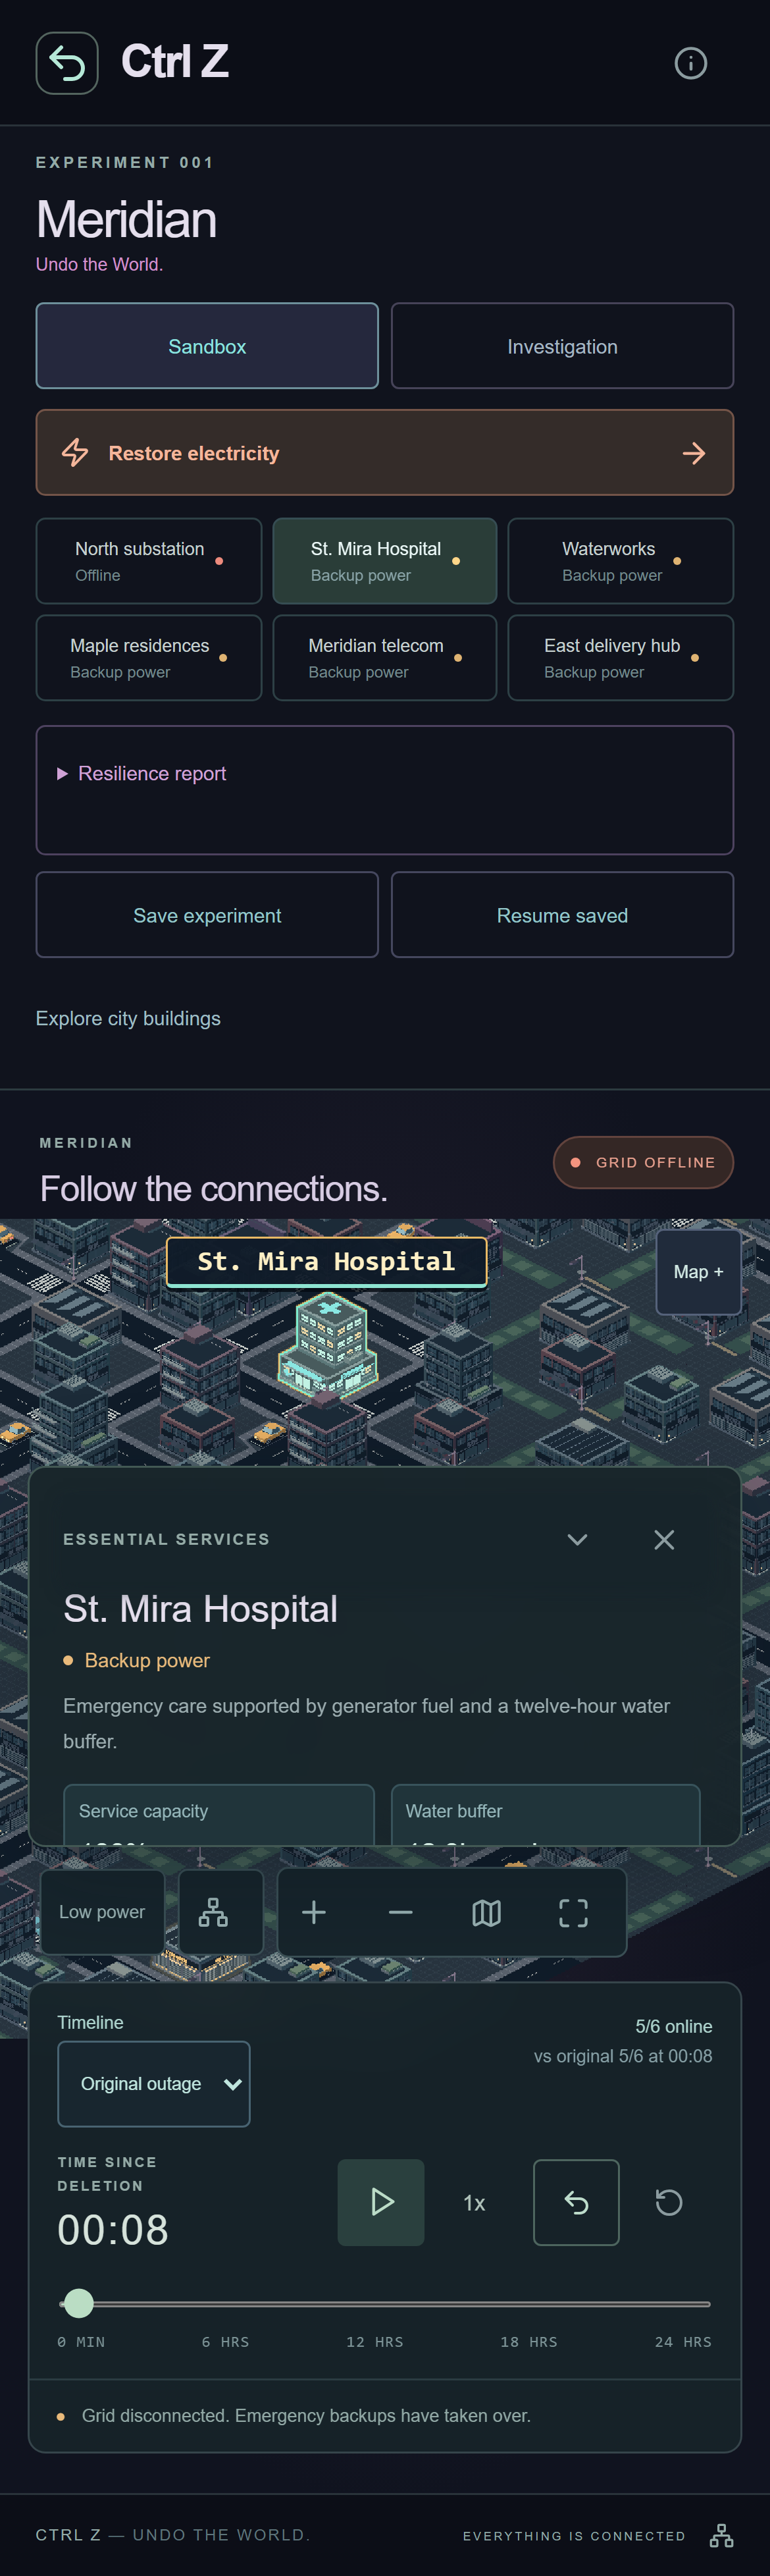 Ctrl Z
EXPERIMENT 001
Meridian
Undo the World.
Sandbox
Investigation
Restore electricity
North substation
Offline
St. Mira Hospital
Backup power
Waterworks
Backup power
Maple residences
Backup power
Meridian telecom
Backup power
East delivery hub
Backup power
Resilience report
Save experiment
Resume saved
Explore city buildings
MERIDIAN
Follow the connections.
GRID OFFLINE
St. Mira Hospital
Map +
ESSENTIAL SERVICES
St. Mira Hospital
Backup power
Emergency care supported by generator fuel and a twelve-hour water
buffer.
Service capacity
Water buffer
Low power
Timeline
Original outage
5/6 online
vs original 5/6 at 00:08
TIME SINCE
DELETION
00:08
1x
0 MIN
6 HRS
12 HRS
18 HRS
24 HRS
Grid disconnected. Emergency backups have taken over.
CTRL Z — UNDO THE WORLD.
EVERYTHING IS CONNECTED